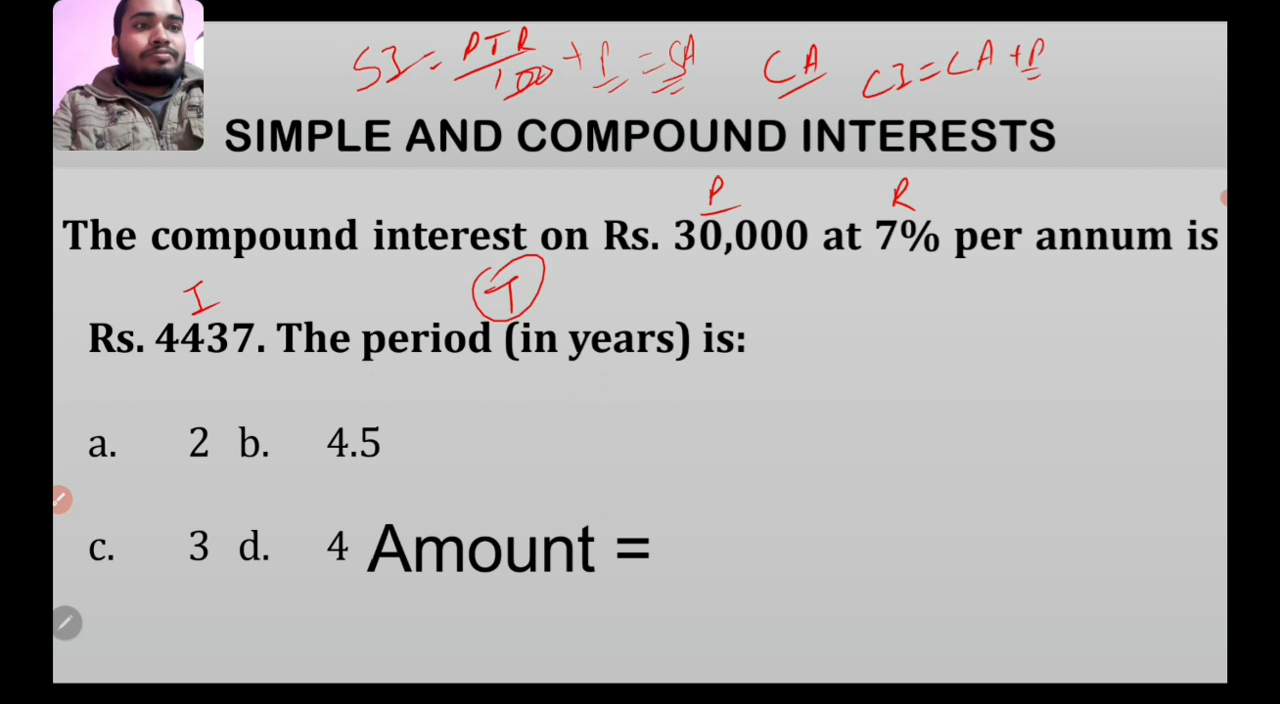 SI = PTR/100 + P = SA CA CI = CA + P
SIMPLE AND COMPOUND INTERESTS
P R
The compound interest on Rs. 30,000 at 7% per annum is
I T
Rs. 4437. The period (in years) is:
a. 2 b. 4.5
c. 3 d. 4 Amount =